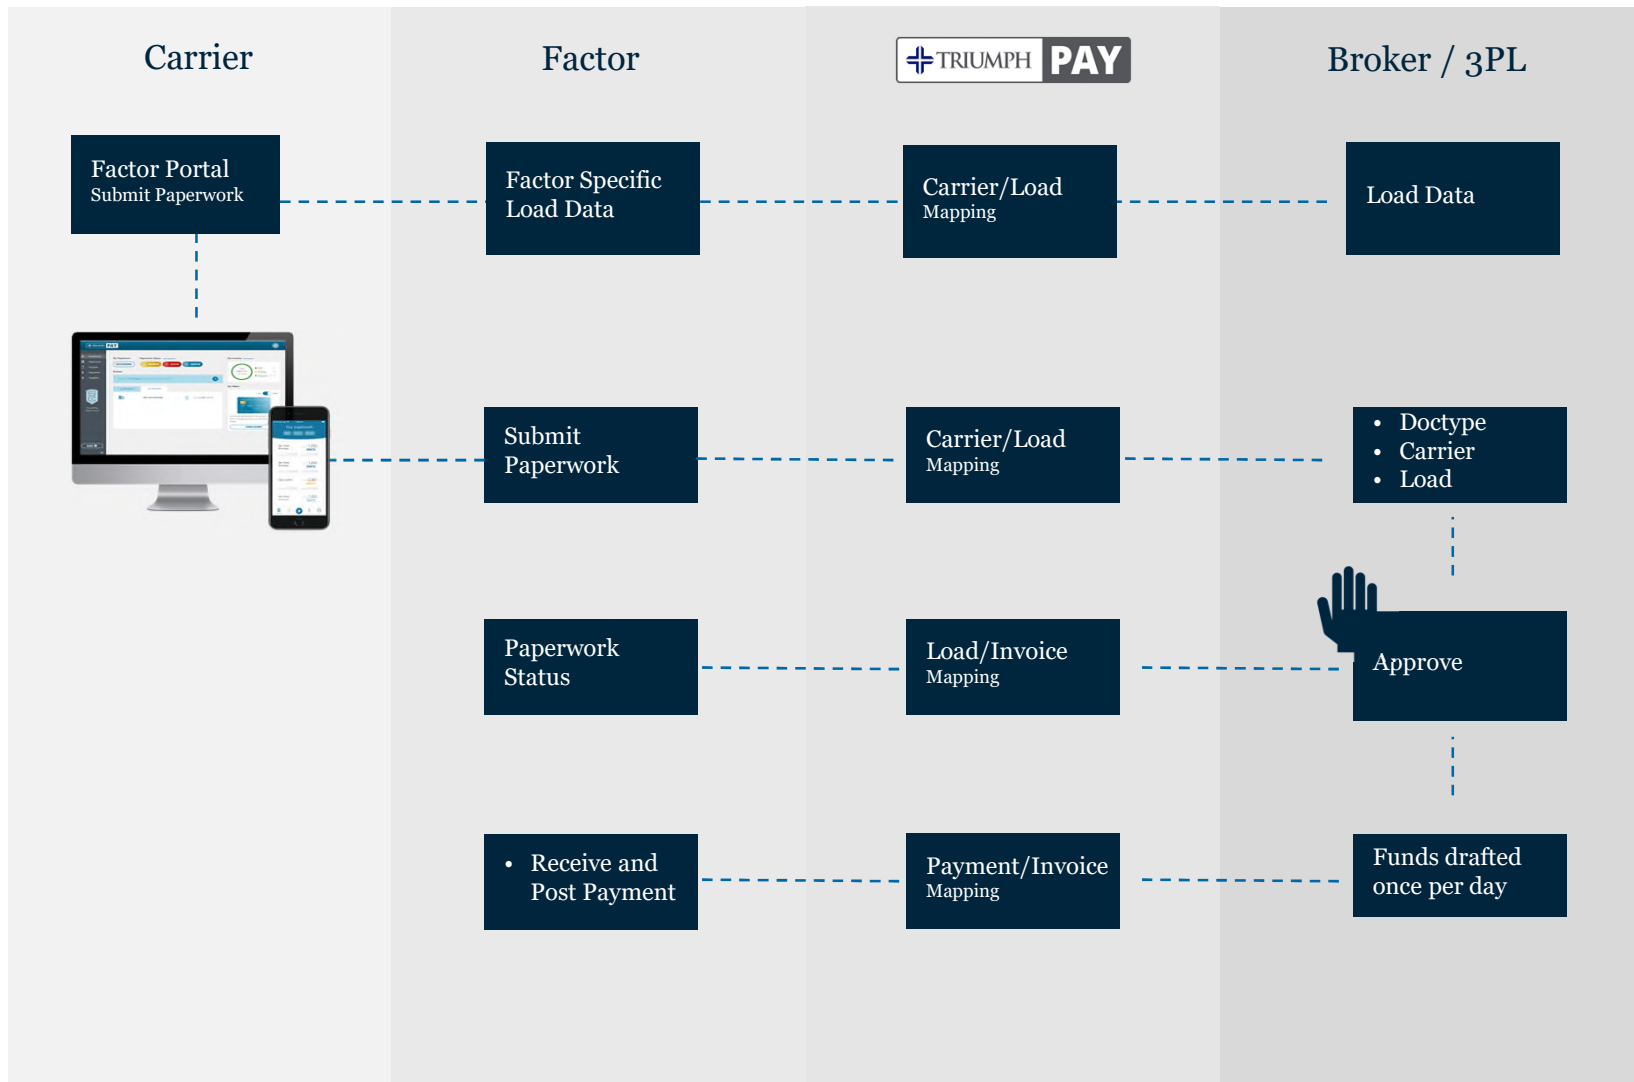 Carrier
Factor
TRIUMPH PAY
Broker / 3PL
Factor Portal
Submit Paperwork
Factor Specific
Load Data
Carrier/Load
Mapping
Load Data
PAY
Submit
Paperwork
Carrier/Load
Mapping
• Doctype
• Carrier
• Load
Paperwork
Status
Load/Invoice
Mapping
Approve
• Receive and
Post Payment
Payment/Invoice
Mapping
Funds drafted
once per day